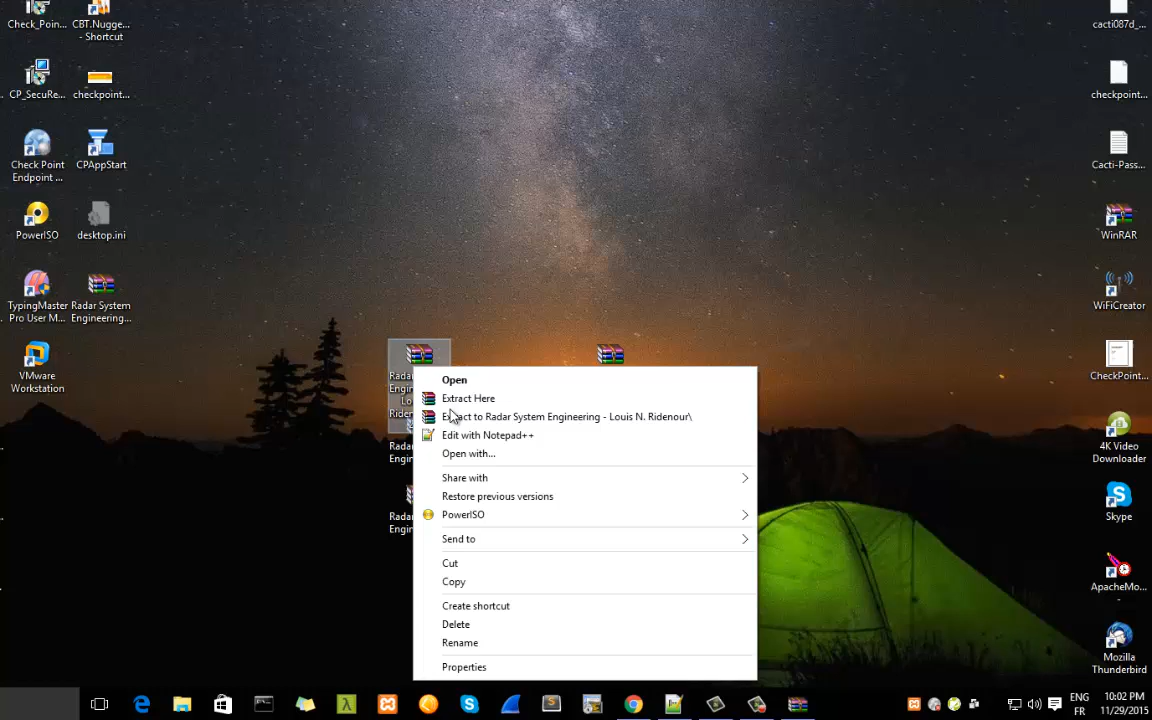 Check_Poin...
CBT.Nugge...
- Shortcut
CP_SecuRe...
checkpoint...
Check Point
Endpoint ...
CPAppStart
PowerISO
desktop.ini
TypingMaster
Pro User M...
Radar System
Engineering...
VMware
Workstation
cacti087d_...
checkpoint...
Cacti-Pass...
WinRAR
WiFiCreator
CheckPoint...
4K Video
Downloader
Skype
ApacheMo...
Mozilla
Thunderbird
Open
Extract Here
Extract to Radar System Engineering - Louis N. Ridenour\
Edit with Notepad++
Open with...
Share with
Restore previous versions
PowerISO
Send to
Cut
Copy
Create shortcut
Delete
Rename
Properties
ENG
FR
10:02 PM
11/29/2015